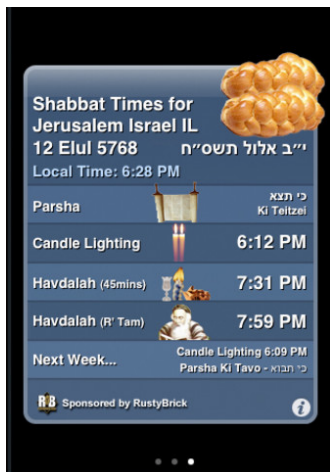 Shabbat Times for
Jerusalem Israel IL
12 Elul 5768 י״ב אלול תשס״ח
Local Time: 6:28 PM
Parsha כי תצא
Ki Teitzei
Candle Lighting 6:12 PM
Havdalah (45mins) 7:31 PM
Havdalah (R' Tam) 7:59 PM
Next Week... Candle Lighting 6:09 PM
Parsha Ki Tavo - כי תבוא
RB Sponsored by RustyBrick i